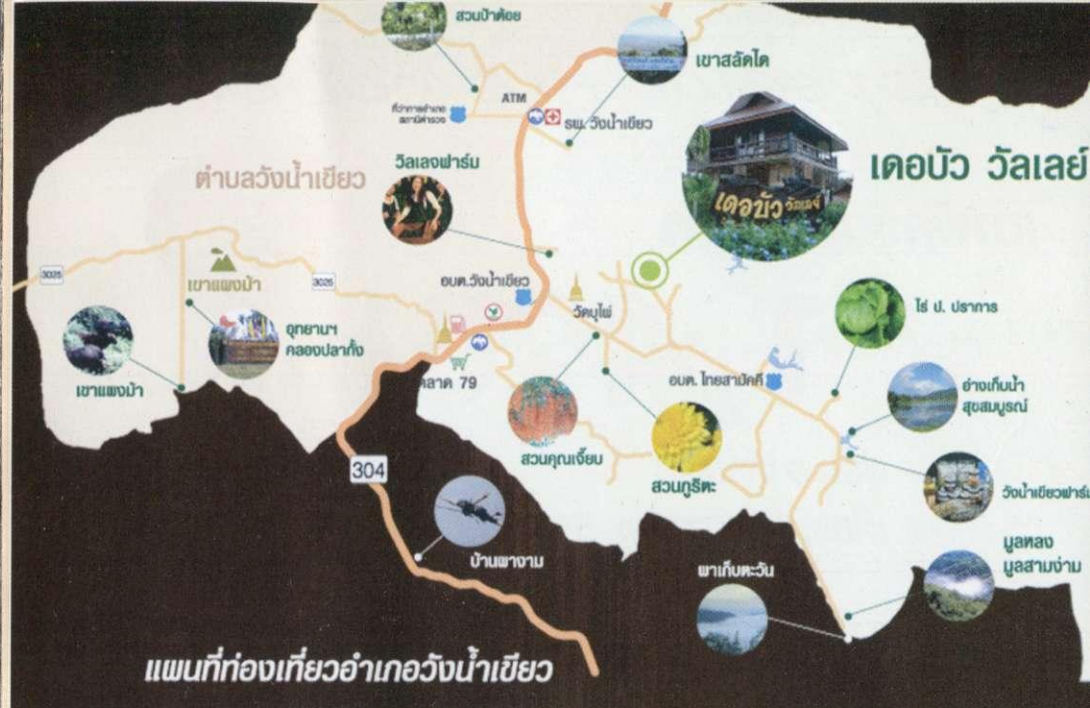 สวนป้าต้อย
เขาสลัดได
ATM
ที่ว่าการอำเภอ
สถานีตำรวจ
รพ. วังน้ำเขียว
วิลเลจฟาร์ม
ตำบลวังน้ำเขียว
เดอบัว วัลเลย์
เดอบัว วัลเลย์
3025
เขาแผงม้า
3025
อบต.วังน้ำเขียว
วัดบุไผ่
ไร่ ป. ปราการ
อุทยานฯ
คลองปลากั้ง
เขาแผงม้า
ตลาด 79
อบต. ไทยสามัคคี
อ่างเก็บน้ำ
สุขสมบูรณ์
สวนคุณเจี๊ยบ
สวนภูริตะ
304
วังน้ำเขียวฟาร์ม
บ้านผางาม
ผาเก็บตะวัน
มูลหลง
มูลสามง่าม
แผนที่ท่องเที่ยวอำเภอวังน้ำเขียว